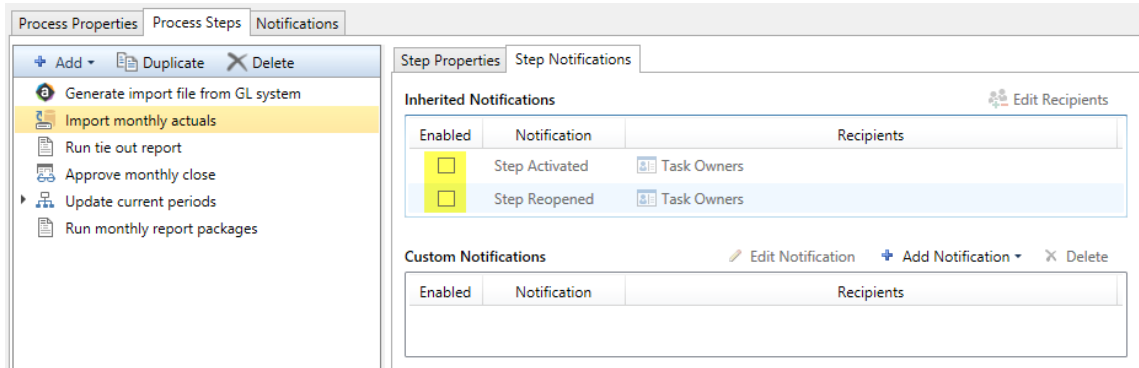 Process Properties Process Steps Notifications
Add Duplicate Delete
Generate import file from GL system
Import monthly actuals
Run tie out report
Approve monthly close
Update current periods
Run monthly report packages
Step Properties Step Notifications
Inherited Notifications Edit Recipients
Enabled Notification Recipients
Step Activated Task Owners
Step Reopened Task Owners
Custom Notifications Edit Notification Add Notification Delete
Enabled Notification Recipients